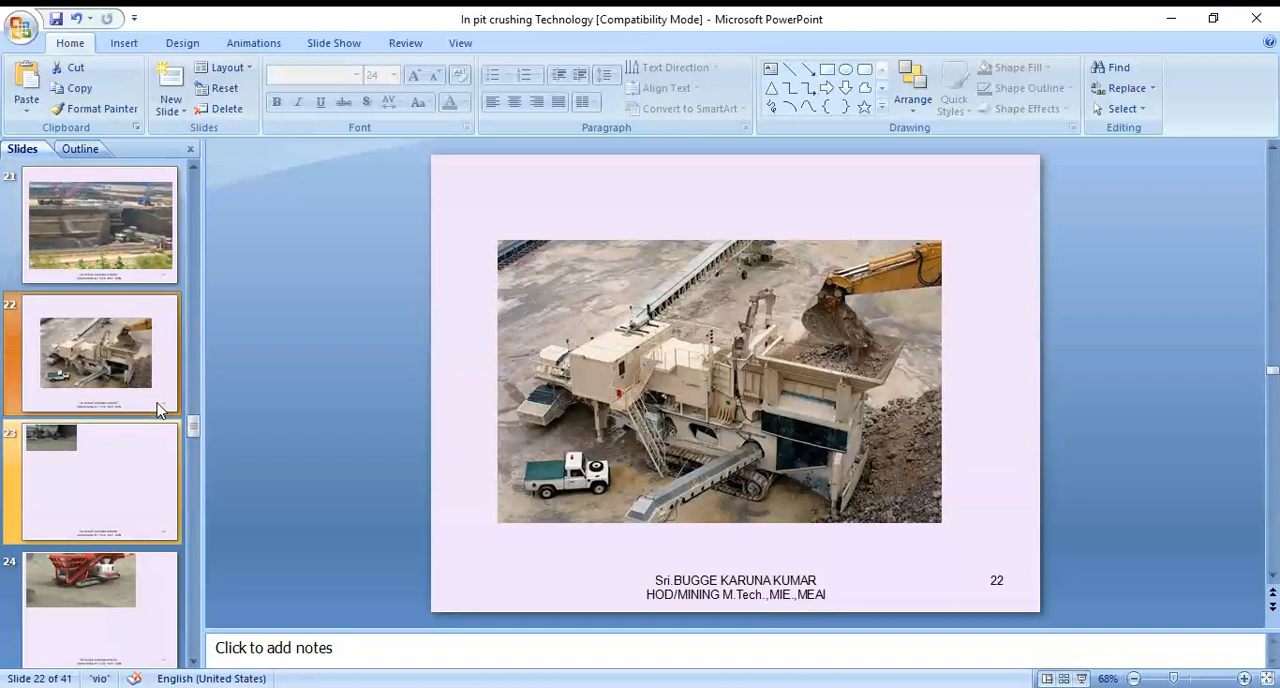 In pit crushing Technology [Compatibility Mode] - Microsoft PowerPoint
Home Insert Design Animations Slide Show Review View
Paste
Cut
Copy
Format Painter
Clipboard
New Slide
Layout
Reset
Delete
Slides
24
B I U abc S AV Aa A
Font
Text Direction
Align Text
Convert to SmartArt
Paragraph
Arrange
Quick Styles
Shape Fill
Shape Outline
Shape Effects
Drawing
Find
Replace
Select
Editing
Slides Outline
21
22
23
24
Sri.BUGGE KARUNA KUMAR
HOD/MINING M.Tech.,MIE.,MEAI
22
Click to add notes
Slide 22 of 41 "vio" English (United States) 68%